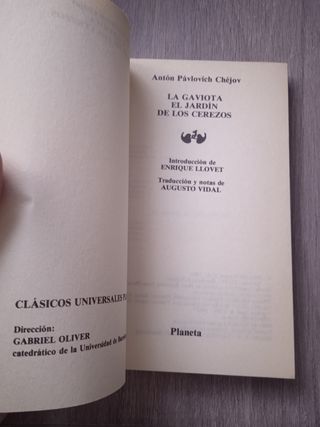 CLÁSICOS UNIVERSALES
Dirección:
GABRIEL OLIVER
catedrático de la Universidad de
Antón Pávlovich Chéjov
LA GAVIOTA
EL JARDÍN
DE LOS CEREZOS
Introducción de
ENRIQUE LLOVET
Traducción y notas de
AUGUSTO VIDAL
Planeta